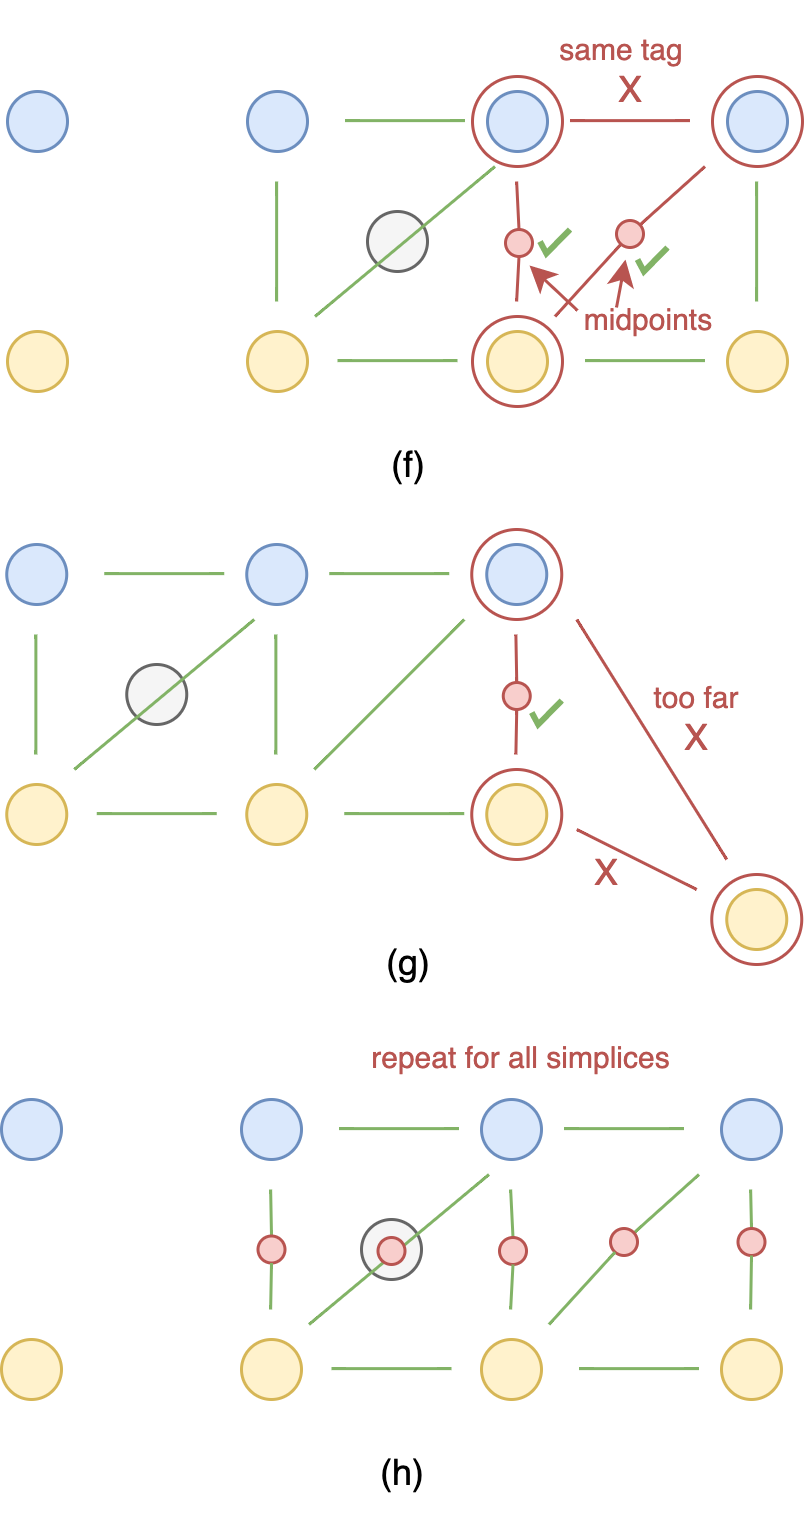 same tag
X
midpoints
(f)
too far
X
X
(g)
repeat for all simplices
(h)